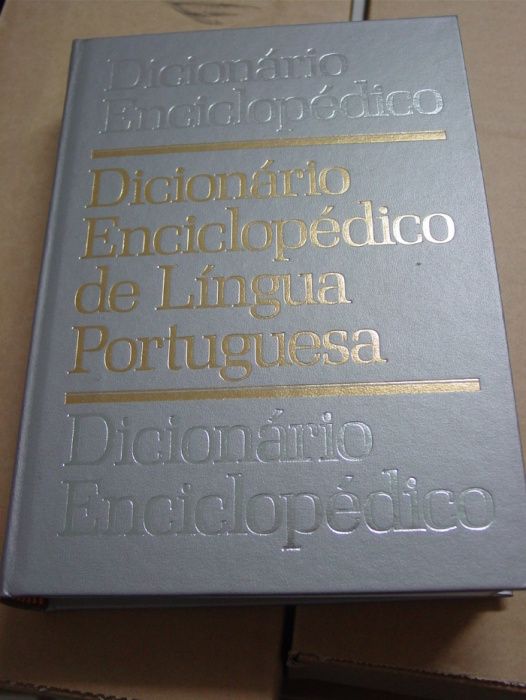 Dicionário
Enciclopédico
Dicionário
Enciclopédico
de Língua
Portuguesa
Dicionário
Enciclopédico